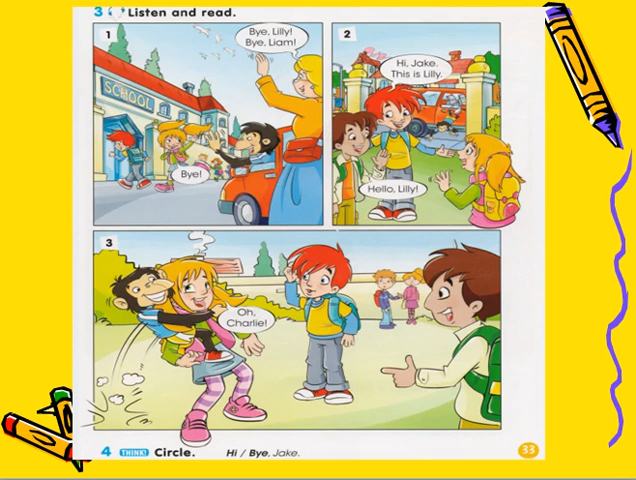 3 Listen and read.
1
Bye, Lilly!
Bye, Liam!
SCHOOL
Bye!
2
Hi, Jake.
This is Lilly.
Hello, Lilly!
3
Oh,
Charlie!
4 THINK! Circle. Hi / Bye, Jake.
33